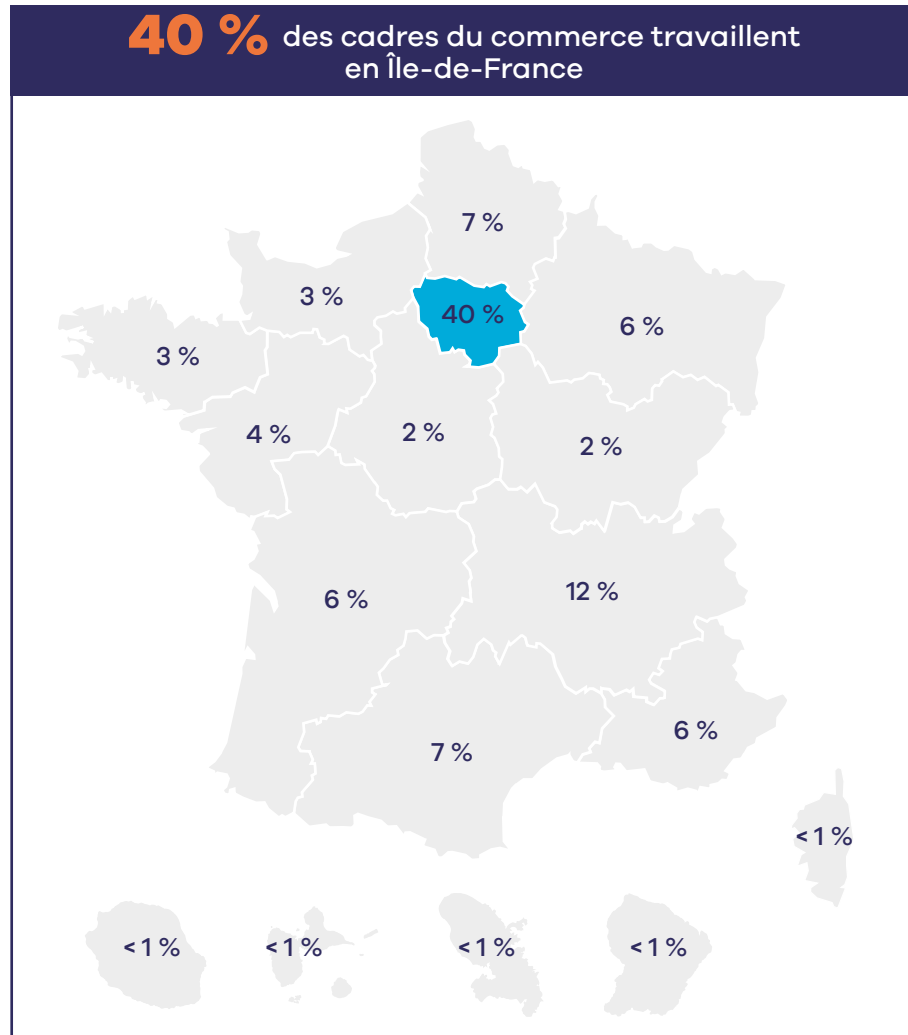 40 % des cadres du commerce travaillent
en Île-de-France
7 %
3 %
40 %
6 %
3 %
4 %
2 %
2 %
6 %
12 %
7 %
6 %
< 1 %
< 1 %
< 1 %
< 1 %
< 1 %